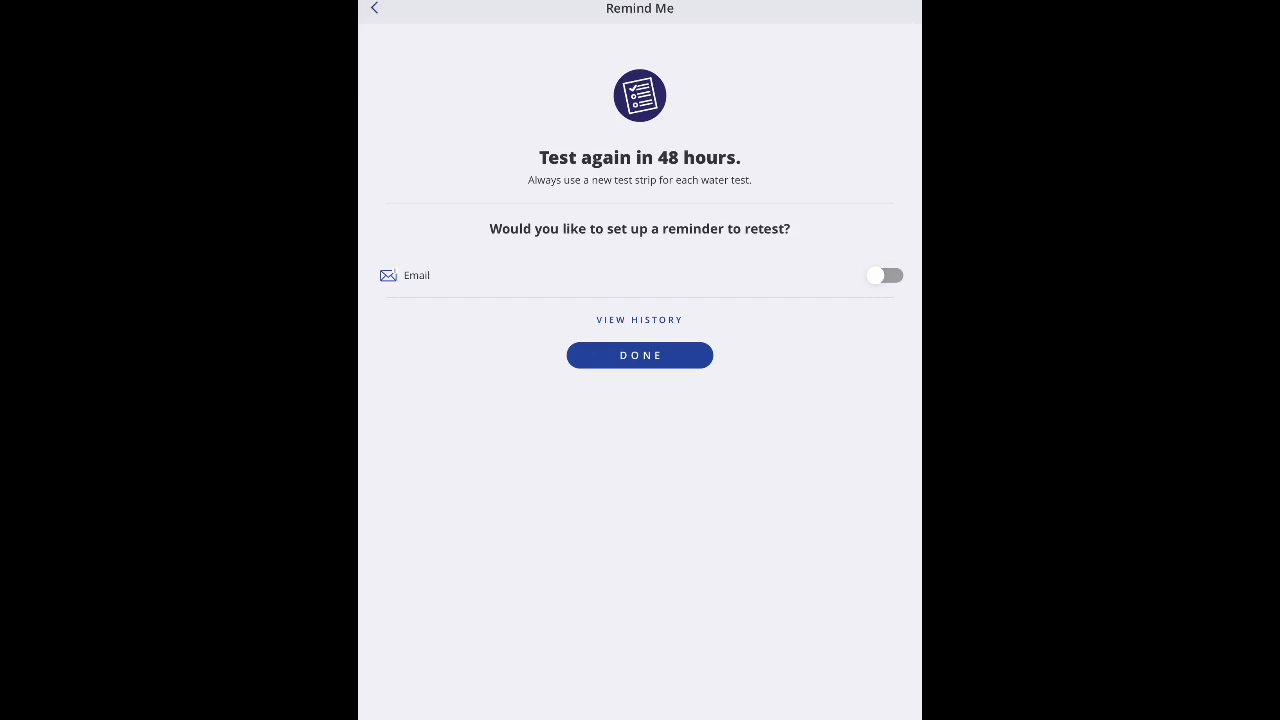 Remind Me
Test again in 48 hours.
Always use a new test strip for each water test.
Would you like to set up a reminder to retest?
Email
VIEW HISTORY
DONE